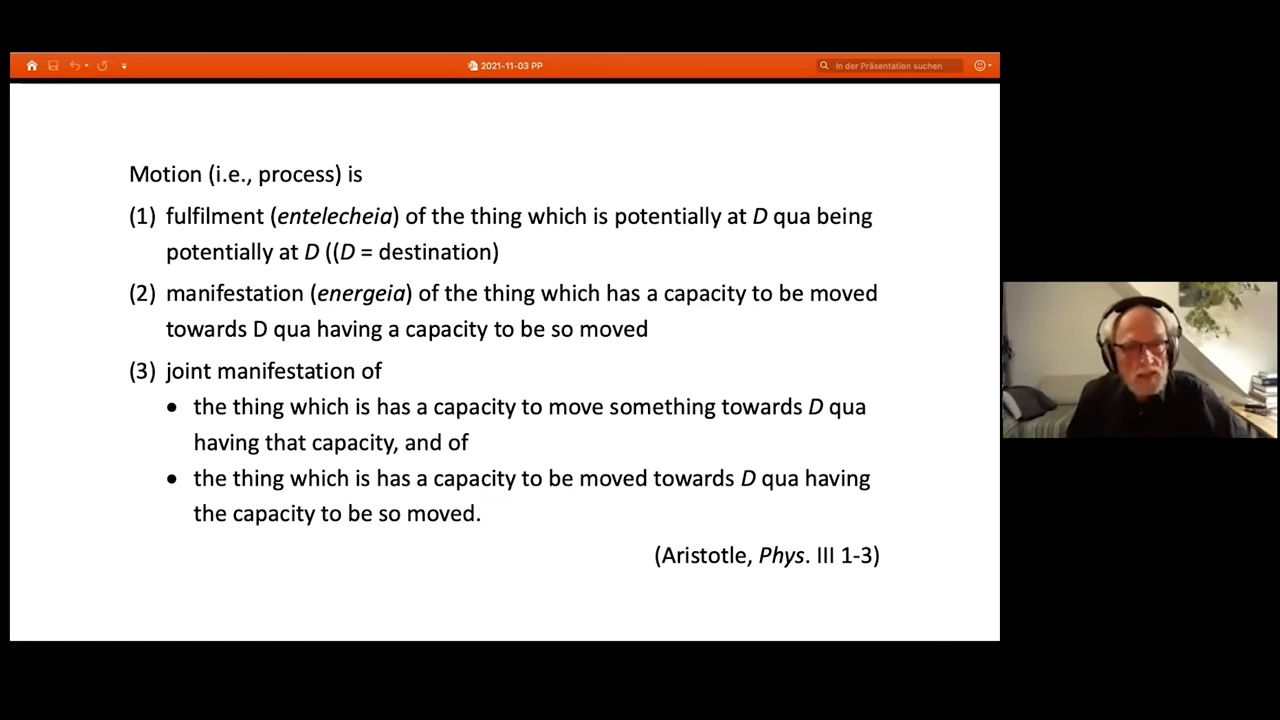 2021-11-03 PP
In der Präsentation suchen
Motion (i.e., process) is
(1) fulfilment (entelecheia) of the thing which is potentially at D qua being
potentially at D ((D = destination)
(2) manifestation (energeia) of the thing which has a capacity to be moved
towards D qua having a capacity to be so moved
(3) joint manifestation of
• the thing which is has a capacity to move something towards D qua
having that capacity, and of
• the thing which is has a capacity to be moved towards D qua having
the capacity to be so moved.
(Aristotle, Phys. III 1-3)